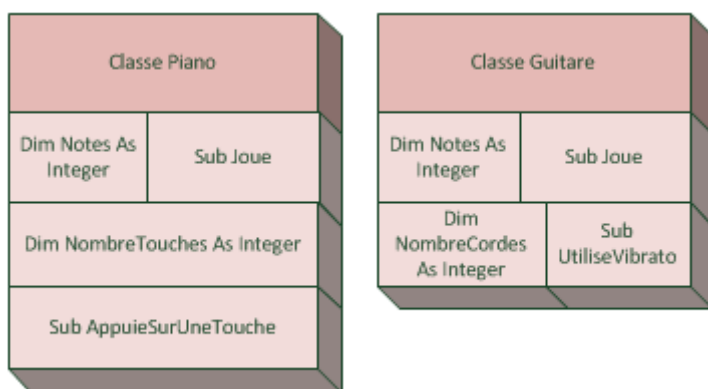 Classe Piano
Dim Notes As
Integer
Sub Joue
Dim NombreTouches As Integer
Sub AppuieSurUneTouche
Classe Guitare
Dim Notes As
Integer
Sub Joue
Dim
NombreCordes
As Integer
Sub
UtiliseVibrato